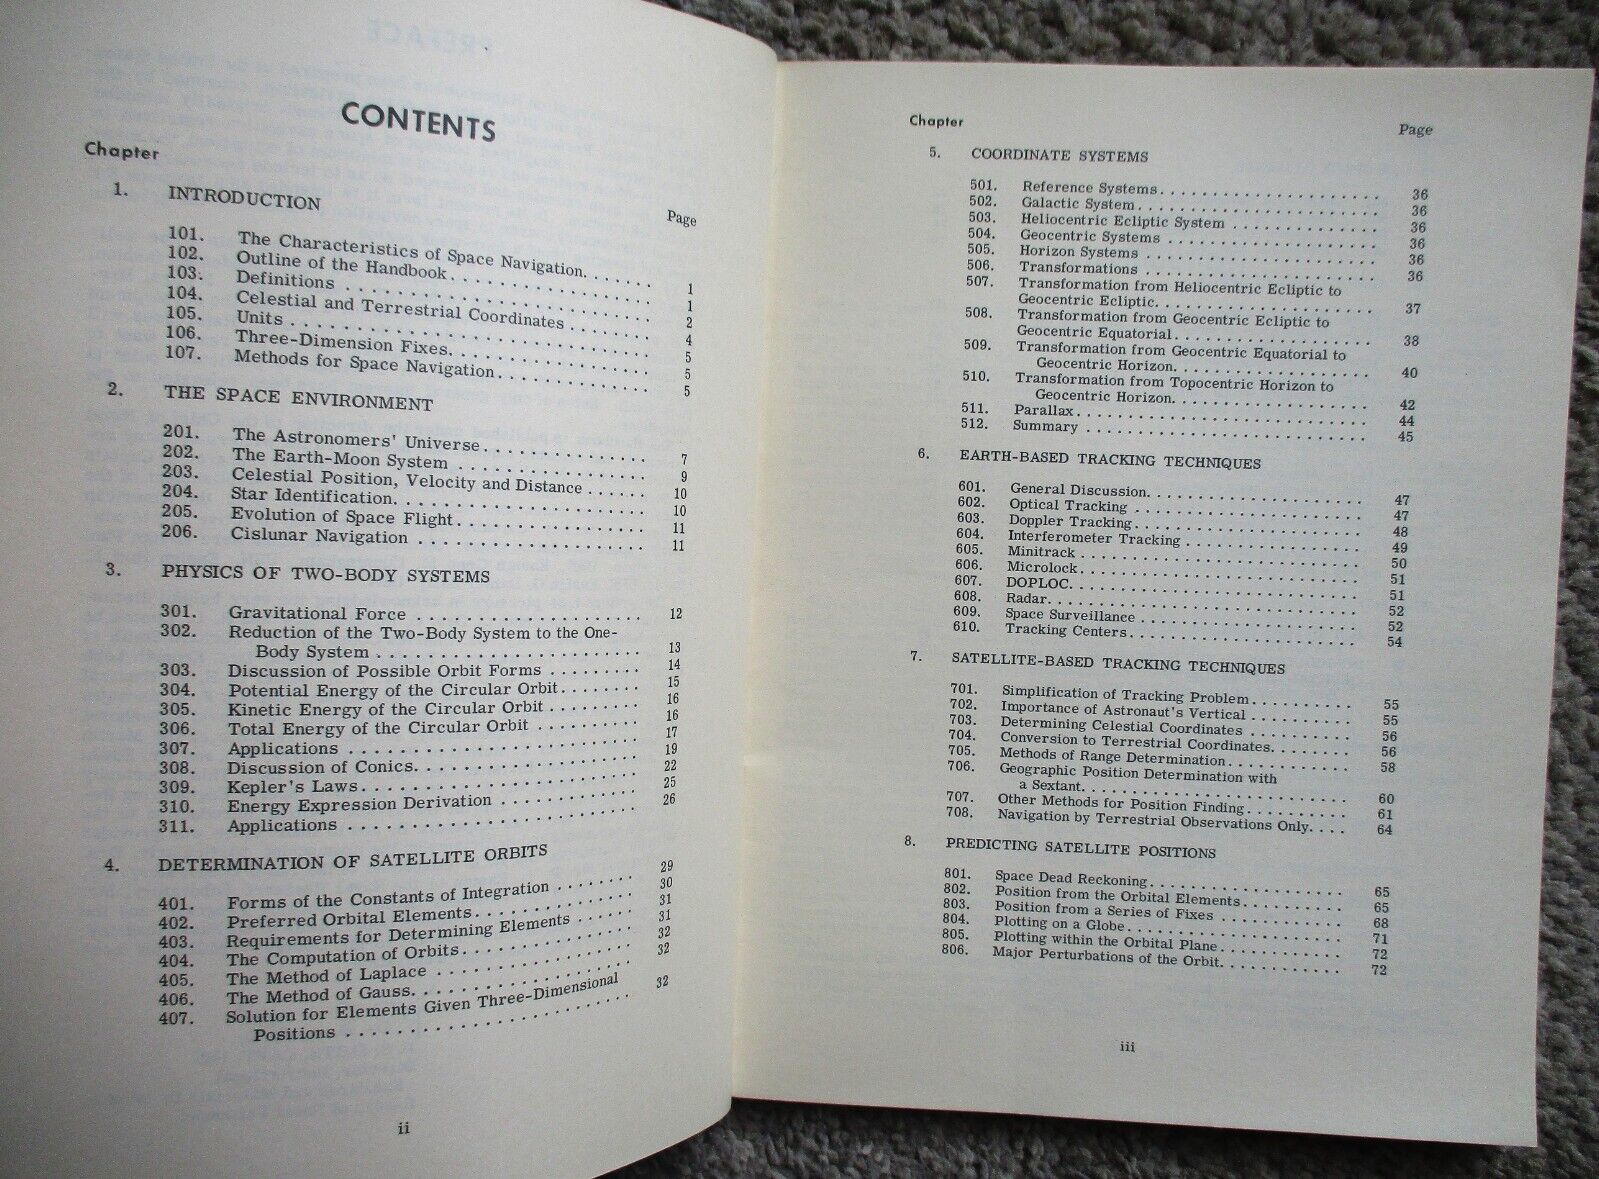 CONTENTS
Chapter
Page
1. INTRODUCTION
101. The Characteristics of Space Navigation. . . . . . . 1
102. Outline of the Handbook . . . . . . . . . . . . . . . . 1
103. Definitions . . . . . . . . . . . . . . . . . . . . . . . 2
104. Celestial and Terrestrial Coordinates . . . . . . . 4
105. Units . . . . . . . . . . . . . . . . . . . . . . . . . . . 5
106. Three-Dimension Fixes. . . . . . . . . . . . . . . . 5
107. Methods for Space Navigation . . . . . . . . . . . . 5
2. THE SPACE ENVIRONMENT
201. The Astronomers' Universe . . . . . . . . . . . . . 7
202. The Earth-Moon System . . . . . . . . . . . . . . . 9
203. Celestial Position, Velocity and Distance . . . . . . 10
204. Star Identification. . . . . . . . . . . . . . . . . . . . 10
205. Evolution of Space Flight . . . . . . . . . . . . . . . 11
206. Cislunar Navigation . . . . . . . . . . . . . . . . . . 11
3. PHYSICS OF TWO-BODY SYSTEMS
301. Gravitational Force . . . . . . . . . . . . . . . . . . 12
302. Reduction of the Two-Body System to the One-
Body System . . . . . . . . . . . . . . . . . . . . . 13
303. Discussion of Possible Orbit Forms . . . . . . . . 14
304. Potential Energy of the Circular Orbit . . . . . . . 15
305. Kinetic Energy of the Circular Orbit . . . . . . . . 16
306. Total Energy of the Circular Orbit . . . . . . . . . 16
307. Applications . . . . . . . . . . . . . . . . . . . . . . . 17
308. Discussion of Conics. . . . . . . . . . . . . . . . . . 19
309. Kepler's Laws . . . . . . . . . . . . . . . . . . . . . . 22
310. Energy Expression Derivation . . . . . . . . . . . . 25
311. Applications . . . . . . . . . . . . . . . . . . . . . . . 26
4. DETERMINATION OF SATELLITE ORBITS
401. Forms of the Constants of Integration . . . . . . . . 29
402. Preferred Orbital Elements . . . . . . . . . . . . . . 30
403. Requirements for Determining Elements . . . . . . 31
404. The Computation of Orbits . . . . . . . . . . . . . . . 31
405. The Method of Laplace . . . . . . . . . . . . . . . . . 32
406. The Method of Gauss. . . . . . . . . . . . . . . . . . 32
407. Solution for Elements Given Three-Dimensional
Positions . . . . . . . . . . . . . . . . . . . . . . . 32
ii
Chapter
Page
5. COORDINATE SYSTEMS
501. Reference Systems . . . . . . . . . . . . . . . . . . 36
502. Galactic System . . . . . . . . . . . . . . . . . . . . 36
503. Heliocentric Ecliptic System . . . . . . . . . . . . 36
504. Geocentric Systems . . . . . . . . . . . . . . . . . 36
505. Horizon Systems . . . . . . . . . . . . . . . . . . . 36
506. Transformations . . . . . . . . . . . . . . . . . . . 36
507. Transformation from Heliocentric Ecliptic to
Geocentric Ecliptic. . . . . . . . . . . . . . . . . . 37
508. Transformation from Geocentric Ecliptic to
Geocentric Equatorial . . . . . . . . . . . . . . . . 38
509. Transformation from Geocentric Equatorial to
Geocentric Horizon. . . . . . . . . . . . . . . . . 40
510. Transformation from Topocentric Horizon to
Geocentric Horizon. . . . . . . . . . . . . . . . . 42
511. Parallax . . . . . . . . . . . . . . . . . . . . . . . . . 44
512. Summary . . . . . . . . . . . . . . . . . . . . . . . . 45
6. EARTH-BASED TRACKING TECHNIQUES
601. General Discussion. . . . . . . . . . . . . . . . . . 47
602. Optical Tracking . . . . . . . . . . . . . . . . . . . 47
603. Doppler Tracking . . . . . . . . . . . . . . . . . . . 48
604. Interferometer Tracking . . . . . . . . . . . . . . . 49
605. Minitrack . . . . . . . . . . . . . . . . . . . . . . . . 50
606. Microlock . . . . . . . . . . . . . . . . . . . . . . . . 51
607. DOPLOC. . . . . . . . . . . . . . . . . . . . . . . . . 51
608. Radar . . . . . . . . . . . . . . . . . . . . . . . . . . 52
609. Space Surveillance . . . . . . . . . . . . . . . . . . 52
610. Tracking Centers . . . . . . . . . . . . . . . . . . . 54
7. SATELLITE-BASED TRACKING TECHNIQUES
701. Simplification of Tracking Problem . . . . . . . . . 55
702. Importance of Astronaut's Vertical . . . . . . . . . 55
703. Determining Celestial Coordinates . . . . . . . . . 56
704. Conversion to Terrestrial Coordinates. . . . . . . 56
705. Methods of Range Determination . . . . . . . . . . 58
706. Geographic Position Determination with
a Sextant. . . . . . . . . . . . . . . . . . . . . . . . 60
707. Other Methods for Position Finding . . . . . . . . . 61
708. Navigation by Terrestrial Observations Only. . . . 64
8. PREDICTING SATELLITE POSITIONS
801. Space Dead Reckoning . . . . . . . . . . . . . . . . 65
802. Position from the Orbital Elements . . . . . . . . . 65
803. Position from a Series of Fixes . . . . . . . . . . . 68
804. Plotting on a Globe . . . . . . . . . . . . . . . . . . 71
805. Plotting within the Orbital Plane . . . . . . . . . . . 72
806. Major Perturbations of the Orbit. . . . . . . . . . . 72
iii